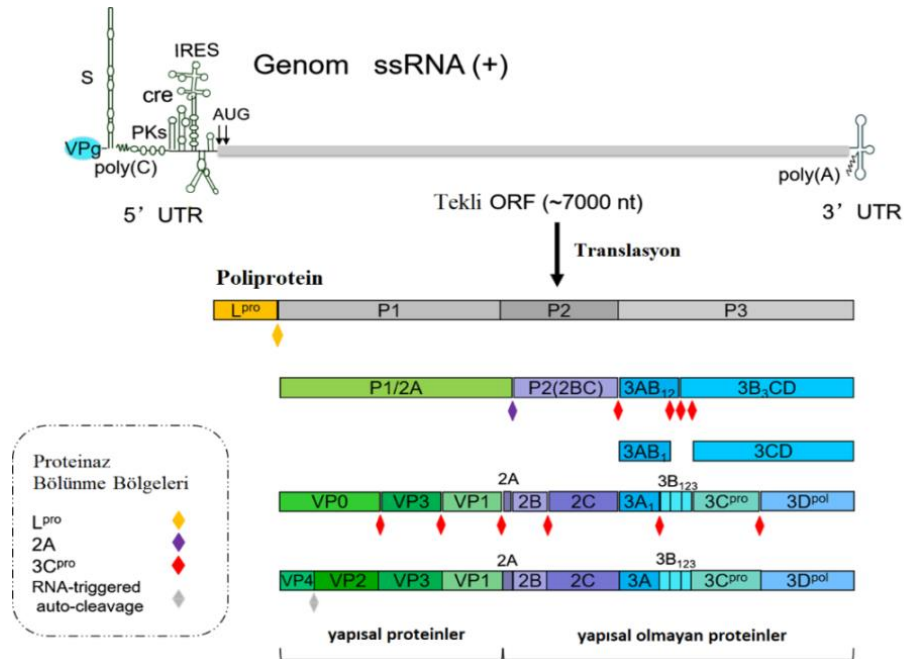 IRES
Genom ssRNA (+)
S
cre
PKs
AUG
VPg
poly(C)
poly(A)
5' UTR
Tekli ORF (~7000 nt)
3' UTR
Translasyon
Poliprotein
Lpro P1 P2 P3
P1/2A P2(2BC) 3AB12 3B3CD
3AB1 3CD
2A 3B123
VP0 VP3 VP1 2B 2C 3A1 3Cpro 3Dpol
2A 3B123
VP4 VP2 VP3 VP1 2B 2C 3A 3Cpro 3Dpol
yapısal proteinler yapısal olmayan proteinler
Proteinaz
Bölünme Bölgeleri
Lpro
2A
3Cpro
RNA-triggered
auto-cleavage